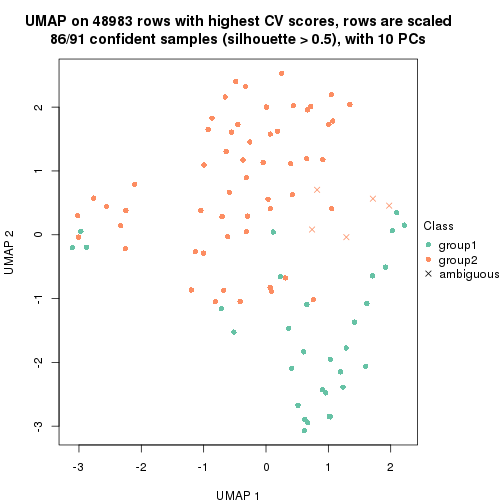 UMAP on 48983 rows with highest CV scores, rows are scaled
86/91 confident samples (silhouette > 0.5), with 10 PCs
2
1
0
-1
-2
-3
UMAP 2
-3
-2
-1
0
1
2
UMAP 1
Class
group1
group2
ambiguous